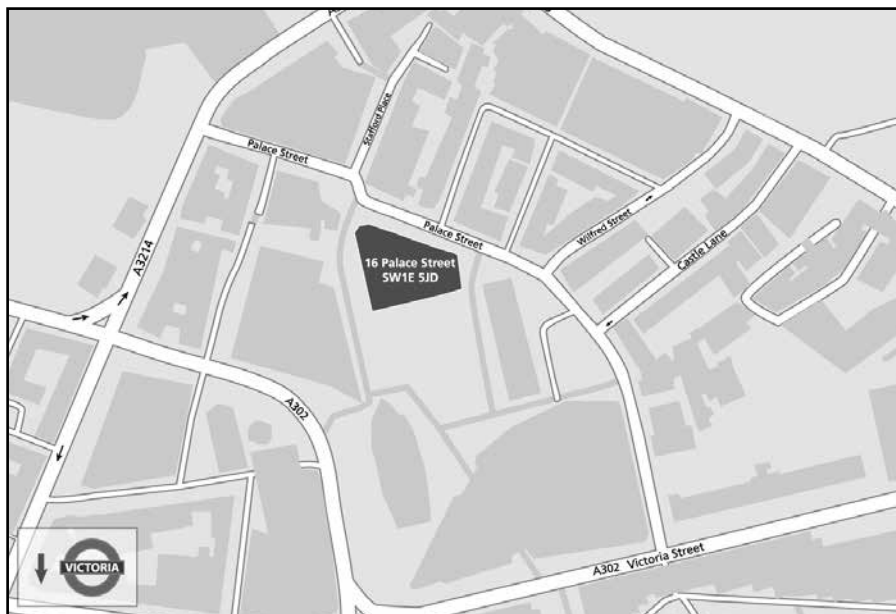 Stafford Place
Palace Street
Palace Street
Wilfred Street
Castle Lane
16 Palace Street
SW1E 5JD
A3214
A302
VICTORIA
A302 Victoria Street